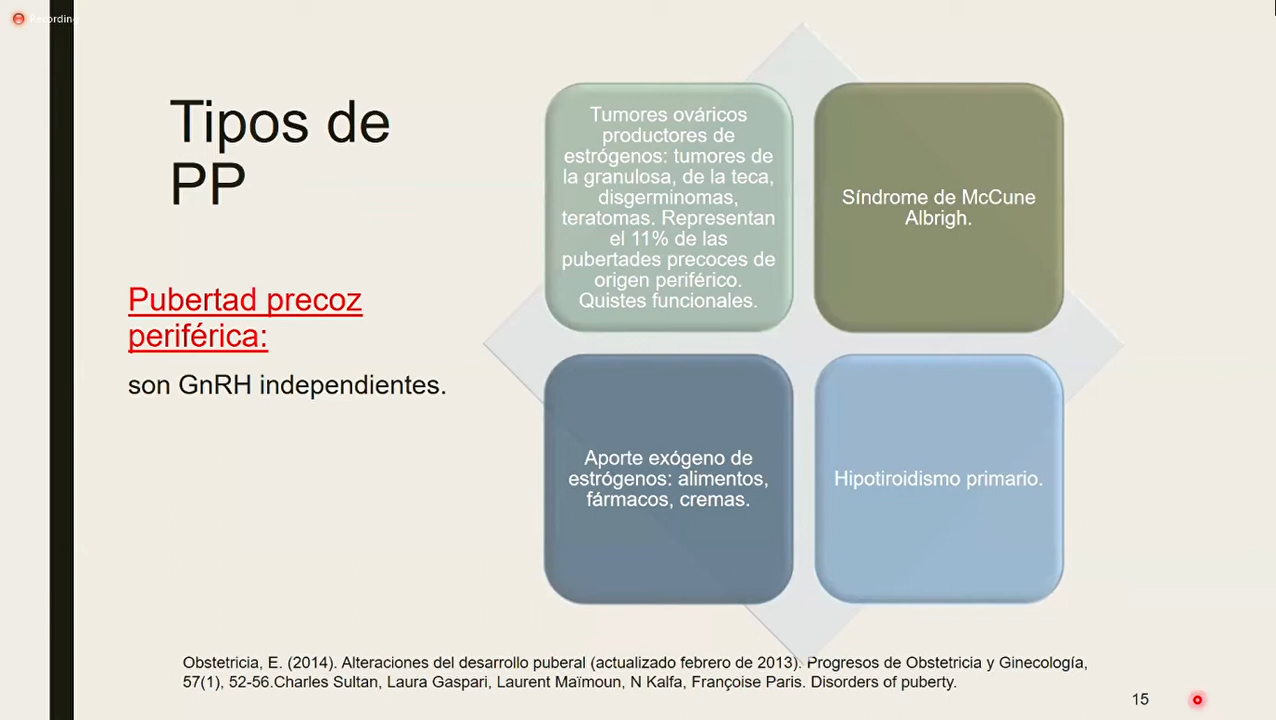 Recording
Tipos de
PP
Pubertad precoz
periférica:
son GnRH independientes.
Tumores ováricos
productores de
estrógenos: tumores de
la granulosa, de la teca,
disgerminomas,
teratomas. Representan
el 11% de las
pubertades precoces de
origen periférico.
Quistes funcionales.
Síndrome de McCune
Albrigh.
Aporte exógeno de
estrógenos: alimentos,
fármacos, cremas.
Hipotiroidismo primario.
Obstetricia, E. (2014). Alteraciones del desarrollo puberal (actualizado febrero de 2013). Progresos de Obstetricia y Ginecología,
57(1), 52-56.Charles Sultan, Laura Gaspari, Laurent Maïmoun, N Kalfa, Françoise Paris. Disorders of puberty.
15